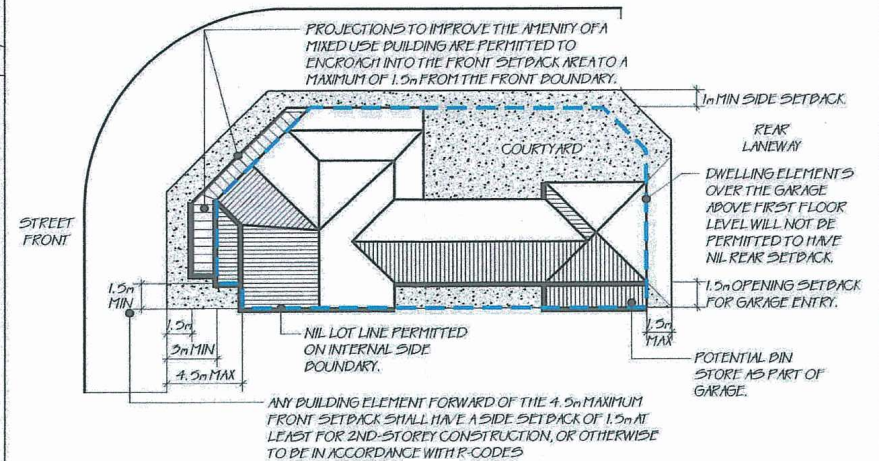 PROJECTIONS TO IMPROVE THE AMENITY OF A
MIXED USE BUILDING ARE PERMITTED TO
ENCROACH INTO THE FRONT SETBACK AREA TO A
MAXIMUM OF 1.5m FROM THE FRONT BOUNDARY.
1m MIN SIDE SETBACK
REAR
LANEWAY
COURTYARD
DWELLING ELEMENTS
OVER THE GARAGE
ABOVE FIRST FLOOR
LEVEL WILL NOT BE
PERMITTED TO HAVE
NIL REAR SETBACK.
STREET
FRONT
1.5m
MIN
1.5m OPENING SETBACK
FOR GARAGE ENTRY.
1.5m
3m MIN
4.5m MAX
NIL LOT LINE PERMITTED
ON INTERNAL SIDE
BOUNDARY.
1.5m
MAX
POTENTIAL BIN
STORE AS PART OF
GARAGE.
ANY BUILDING ELEMENT FORWARD OF THE 4.5m MAXIMUM
FRONT SETBACK SHALL HAVE A SIDE SETBACK OF 1.5m AT
LEAST FOR 2ND-STOREY CONSTRUCTION, OR OTHERWISE
TO BE IN ACCORDANCE WITH R-CODES